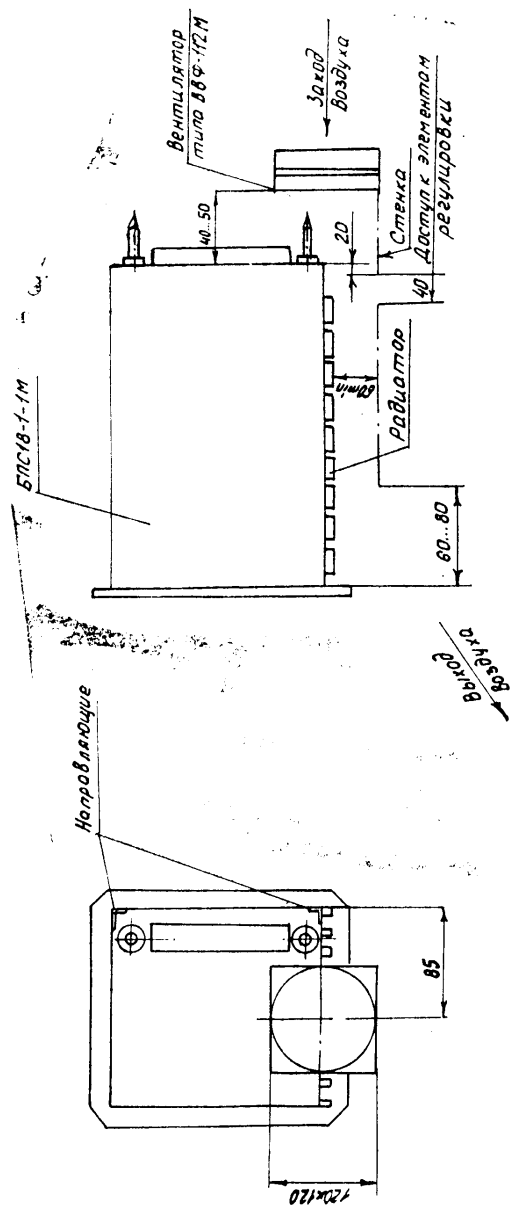 БПС18-1-1М
Вентилятор
типа ВВФ-112М
Заход
воздуха
40...50
20
Стенка
Доступ к элементам
регулировки
40
60min
Радиатор
60...80
Выход
воздуха
Направляющие
85
120х120